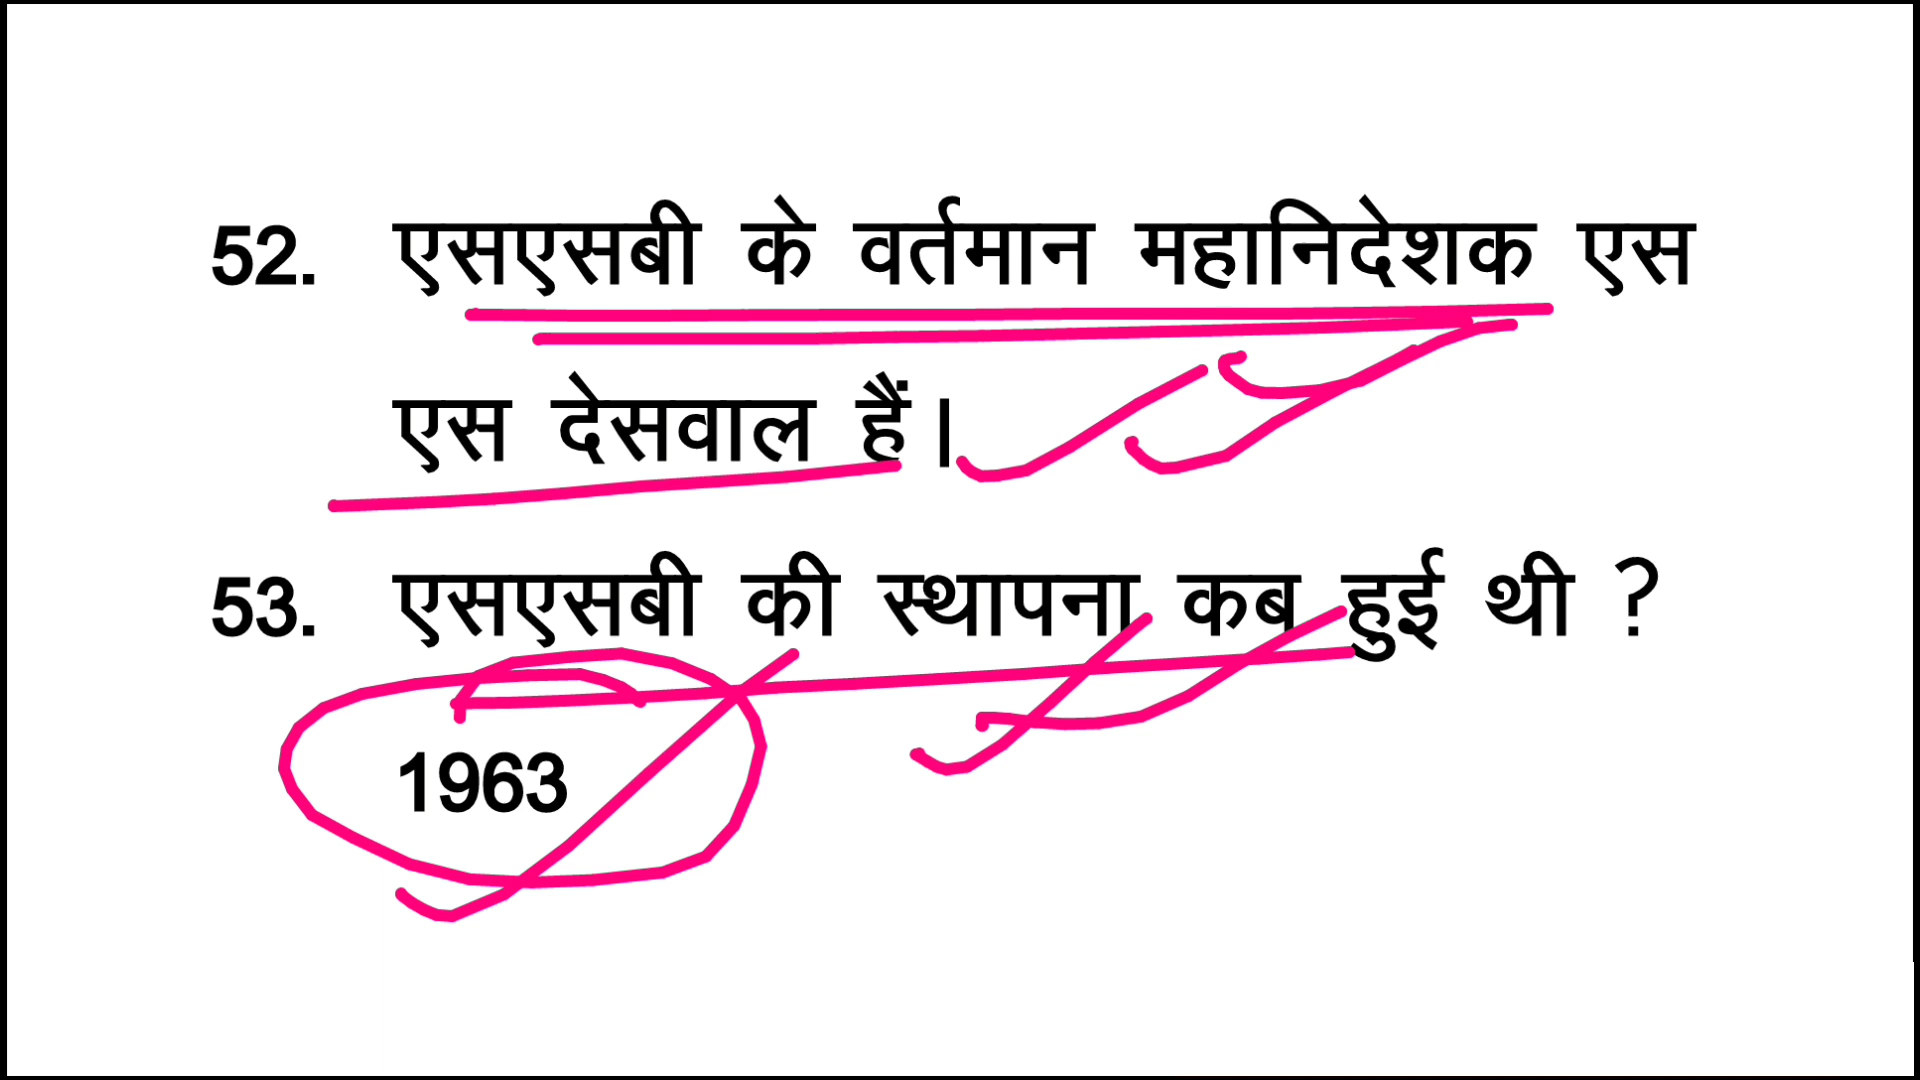 52. एसएसबी के वर्तमान महानिदेशक एस
एस देसवाल हैं।
53. एसएसबी की स्थापना कब हुई थी ?
1963